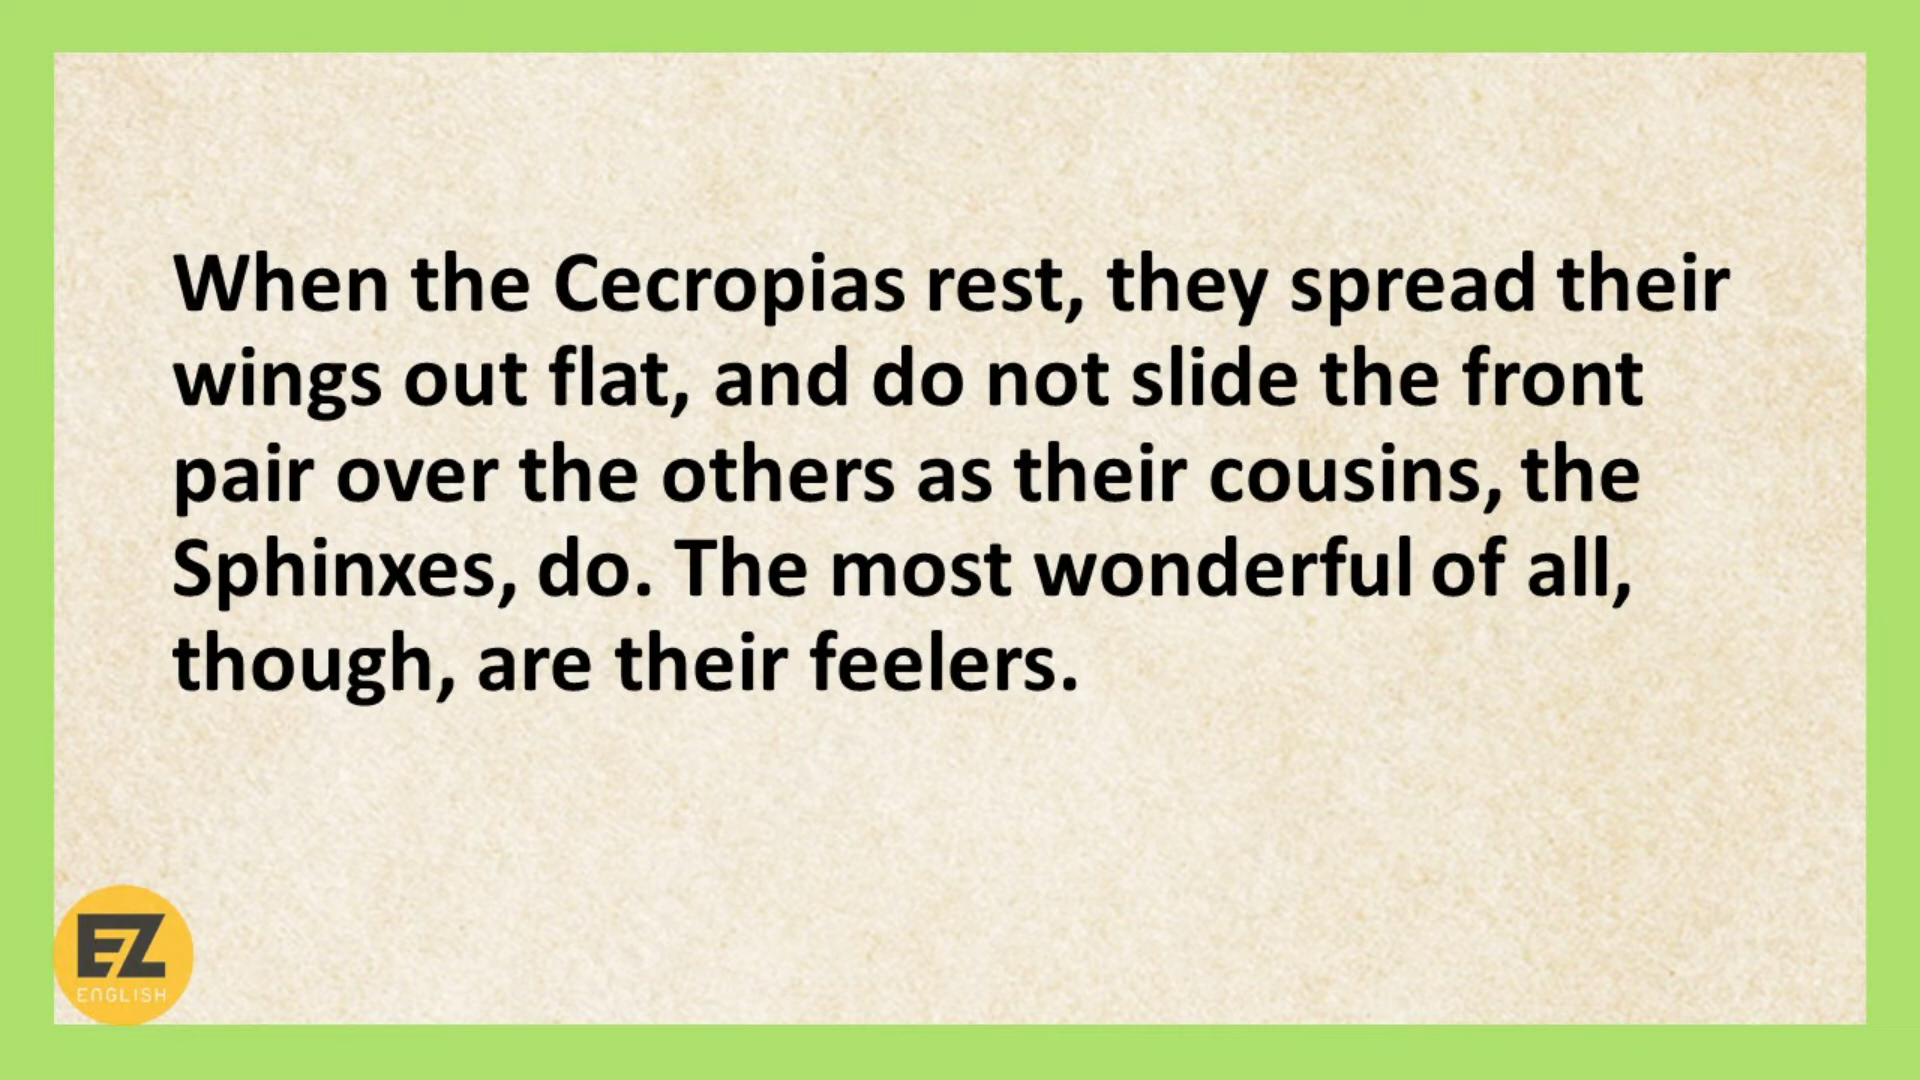 When the Cecropias rest, they spread their
wings out flat, and do not slide the front
pair over the others as their cousins, the
Sphinxes, do. The most wonderful of all,
though, are their feelers.
EZ
ENGLISH